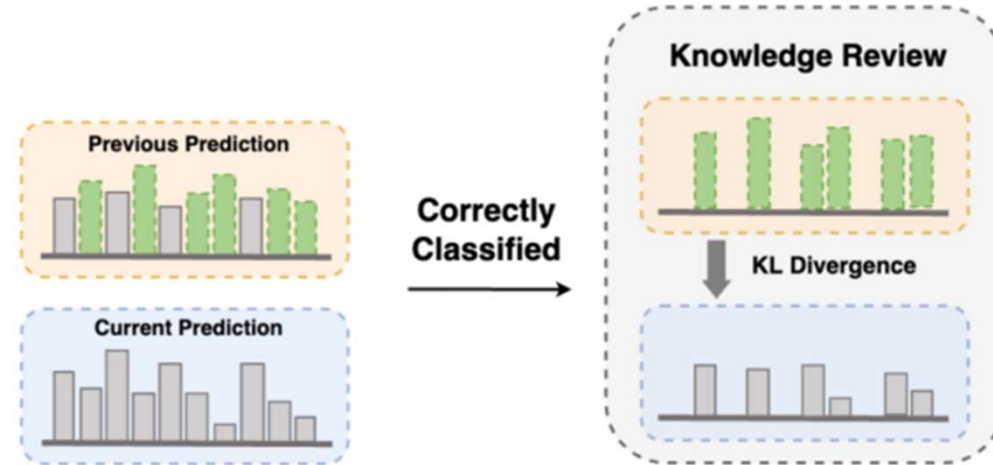 Knowledge Review
Previous Prediction
Correctly
Classified
KL Divergence
Current Prediction